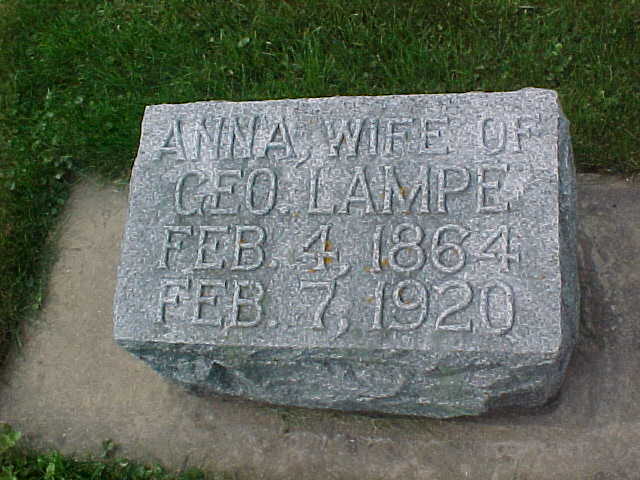 ANNA, WIFE OF
GEO. LAMPE
FEB. 4, 1864
FEB. 7, 1920